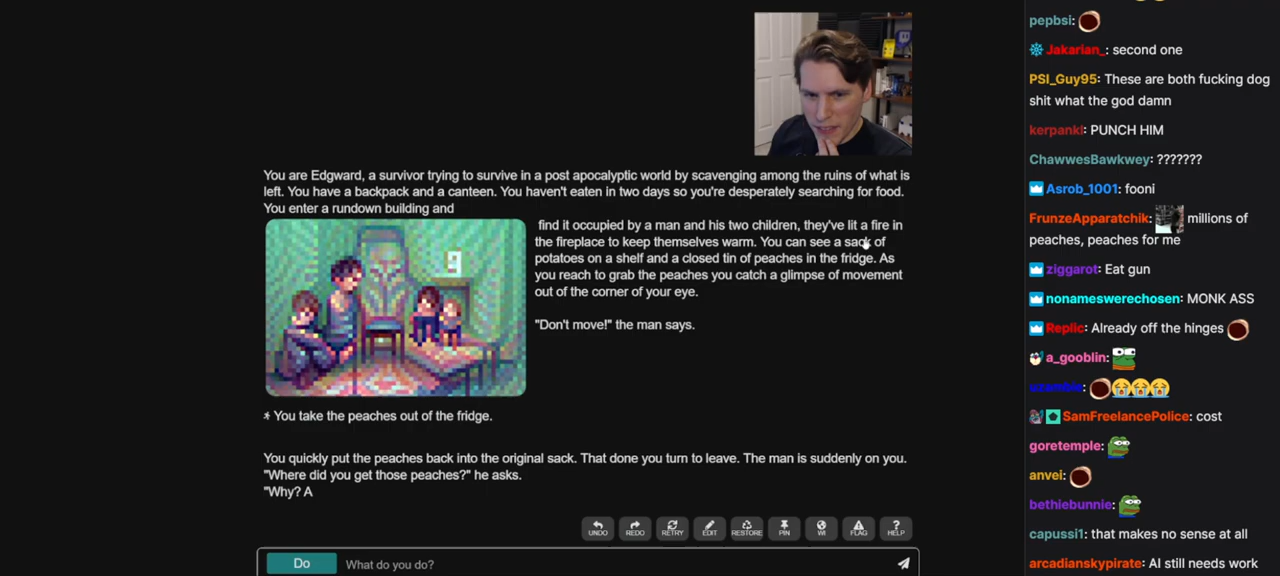 You are Edgward, a survivor trying to survive in a post apocalyptic world by scavenging among the ruins of what is
left. You have a backpack and a canteen. You haven't eaten in two days so you're desperately searching for food.
You enter a rundown building and
find it occupied by a man and his two children, they've lit a fire in
the fireplace to keep themselves warm. You can see a sack of
potatoes on a shelf and a closed tin of peaches in the fridge. As
you reach to grab the peaches you catch a glimpse of movement
out of the corner of your eye.
"Don't move!" the man says.
You take the peaches out of the fridge.
You quickly put the peaches back into the original sack. That done you turn to leave. The man is suddenly on you.
"Where did you get those peaches?" he asks.
"Why? A
UNDO REDO RETRY EDIT RESTORE PIN WI FLAG HELP
Do What do you do?
pepbsi:
Jakarian_: second one
PSI_Guy95: These are both fucking dog
shit what the god damn
kerpanki: PUNCH HIM
ChawwesBawkwey: ???????
Asrob_1001: fooni
FrunzeApparatchik: millions of
peaches, peaches for me
ziggarot: Eat gun
nonameswerechosen: MONK ASS
Replic: Already off the hinges
a_gooblin:
SamFreelancePolice: cost
goretemple:
anvei:
bethiebunnie:
capussi1: that makes no sense at all
arcadianskypirate: AI still needs work